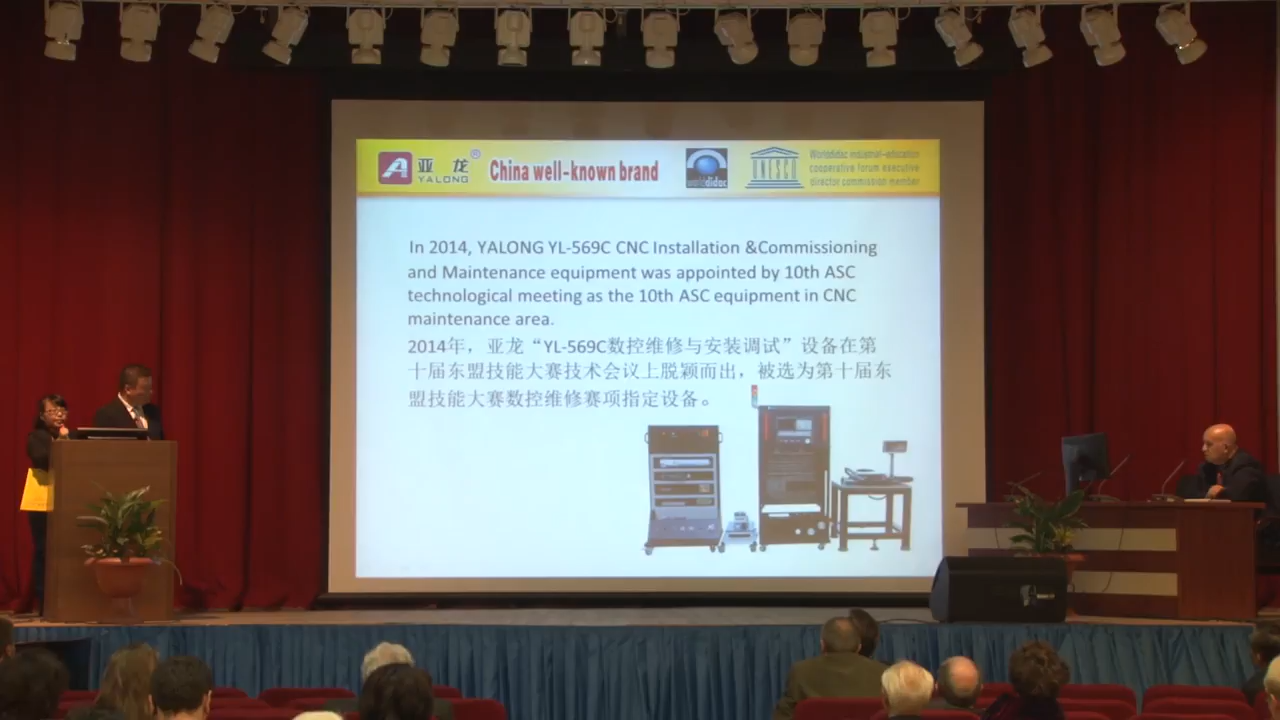 亚龙®
YALONG
China well-known brand
worlddidac
UNESCO
Worlddidac industrial-education
cooperative forum executive
director commission member
In 2014, YALONG YL-569C CNC Installation &Commissioning
and Maintenance equipment was appointed by 10th ASC
technological meeting as the 10th ASC equipment in CNC
maintenance area.
2014年，亚龙“YL-569C数控维修与安装调试”设备在第
十届东盟技能大赛技术会议上脱颖而出，被选为第十届东
盟技能大赛数控维修赛项指定设备。